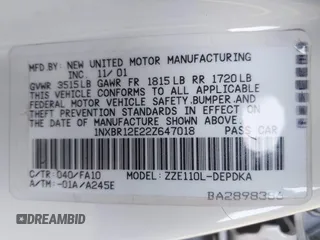 MFD. BY: NEW UNITED MOTOR MANUFACTURING
INC. 11/01
GVWR 3515LB GAWR FR 1815LB RR 1720LB
THIS VEHICLE CONFORMS TO ALL APPLICABLE
FEDERAL MOTOR VEHICLE SAFETY, BUMPER, AND
THEFT PREVENTION STANDARDS IN EFFECT ON
THE DATE OF MANUFACTURE SHOWN ABOVE.
1NXBR12E22Z647018 PASS CAR
C/TR: 040/FA10 MODEL: ZZE110L-DEPDKA
A/TM: -01A/A245E
DREAMBID.COM